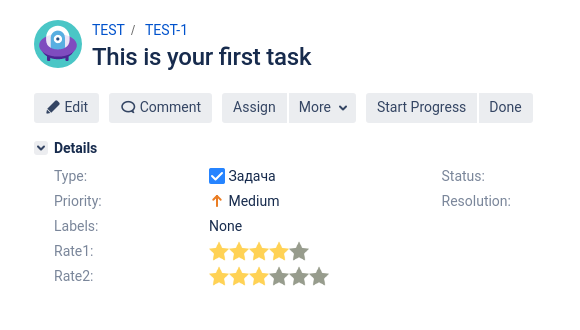 TEST / TEST-1
This is your first task
Edit Comment Assign More Start Progress Done
Details
Type: Задача Status:
Priority: Medium Resolution:
Labels: None
Rate1:
Rate2: